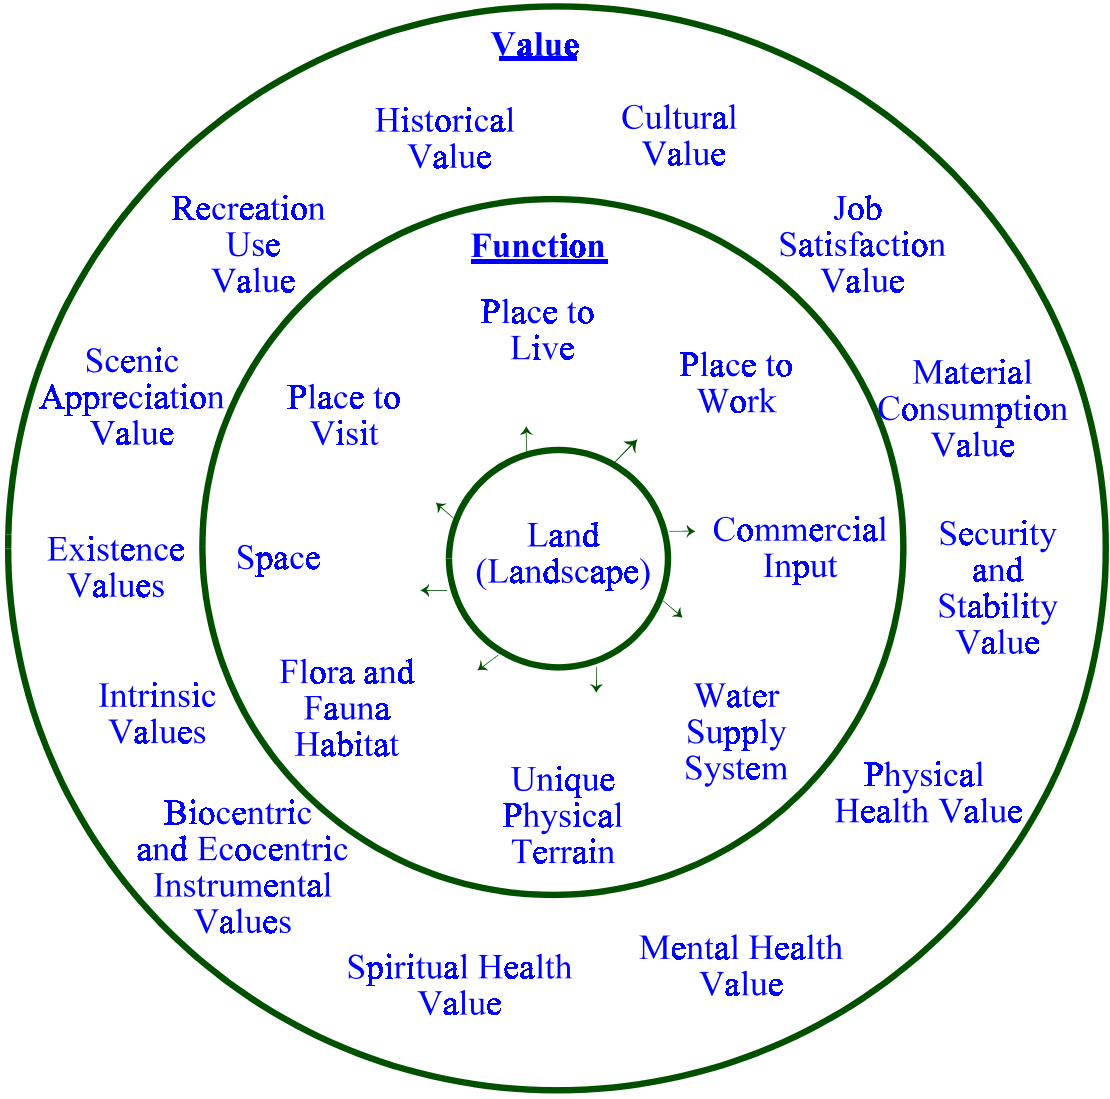 Value
Historical
Value
Cultural
Value
Job
Satisfaction
Value
Material
Consumption
Value
Security
and
Stability
Value
Physical
Health Value
Mental Health
Value
Spiritual Health
Value
Biocentric
and Ecocentric
Instrumental
Values
Intrinsic
Values
Existence
Values
Scenic
Appreciation
Value
Recreation
Use
Value
Function
Place to
Live
Place to
Work
Commercial
Input
Water
Supply
System
Unique
Physical
Terrain
Flora and
Fauna
Habitat
Space
Place to
Visit
Land
(Landscape)